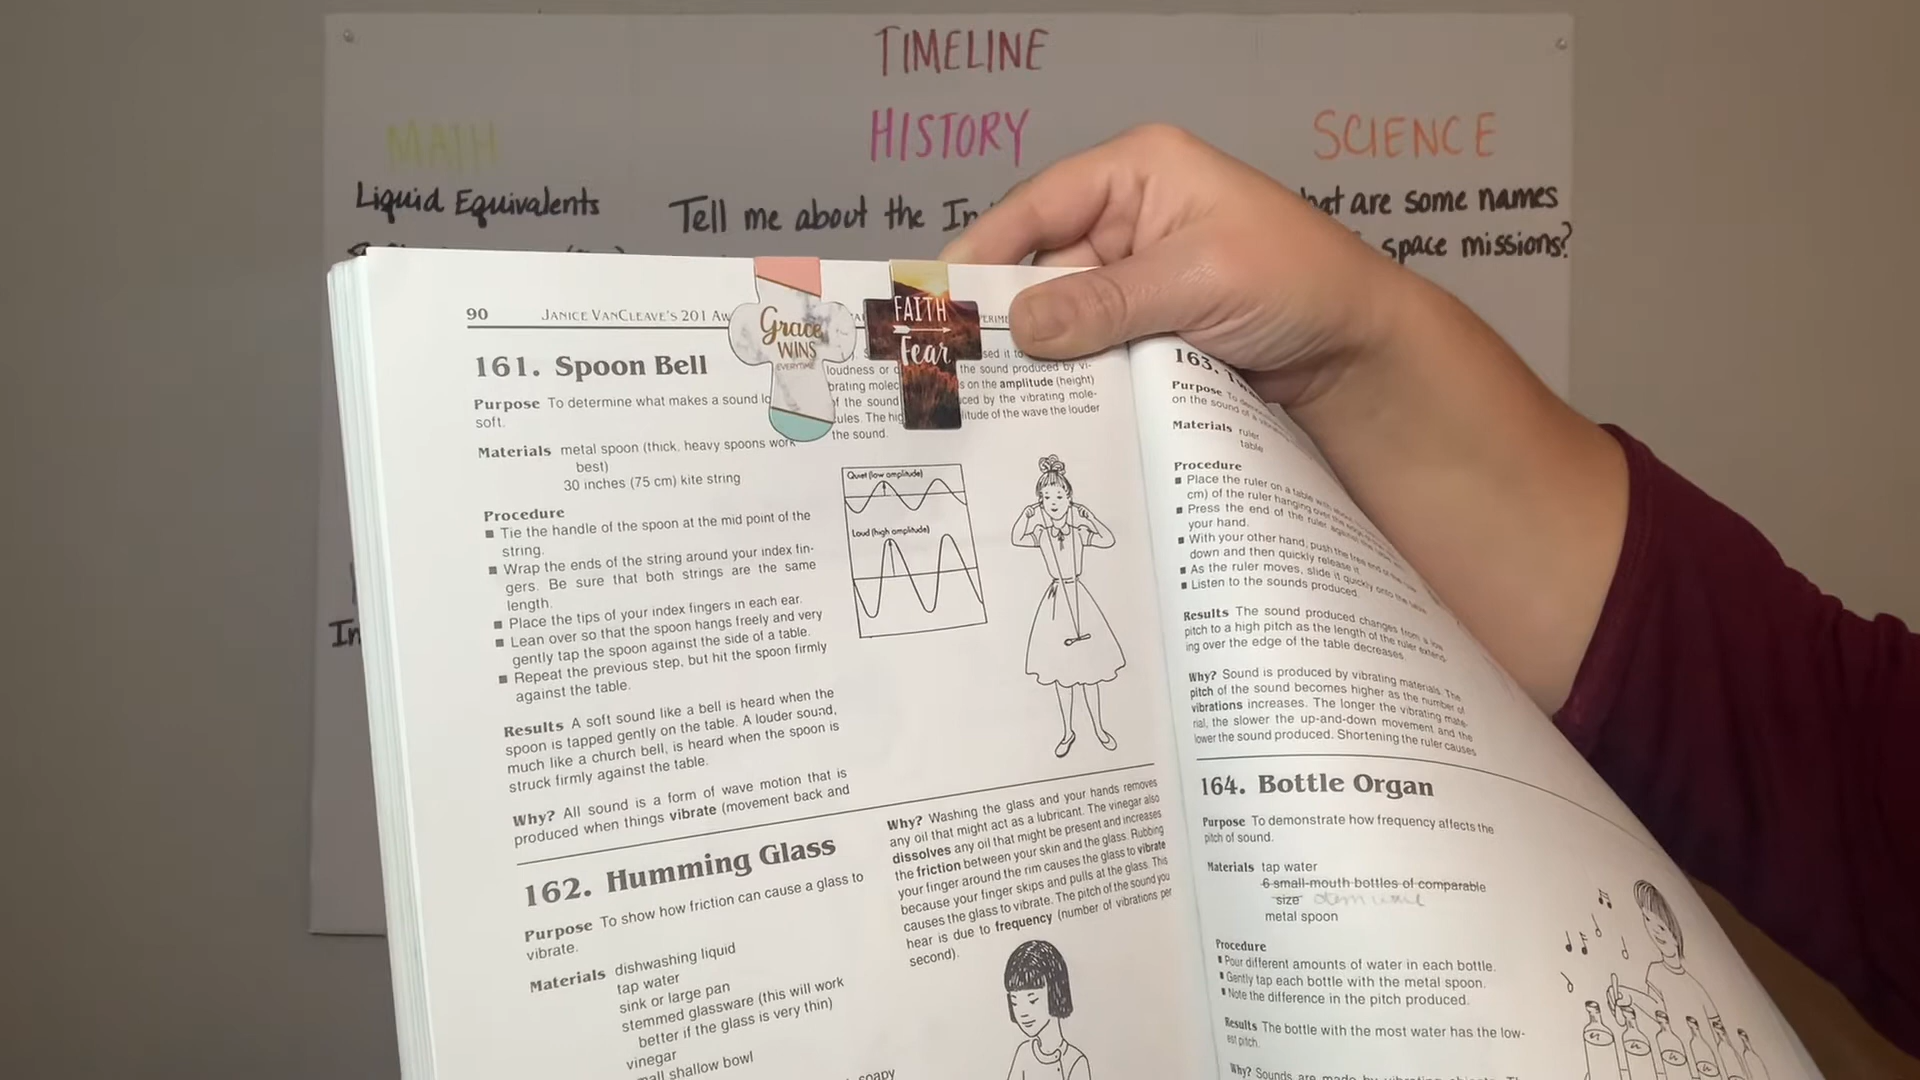 TIMELINE
MATH
HISTORY
SCIENCE
Liquid Equivalents
Tell me about the
are some names
space missions?
90 JANICE VANCLEAVE'S 201
Grace
WINS
EVERYTIME
FAITH
Fear
161. Spoon Bell
Purpose To determine what makes a sound
soft.
Materials metal spoon (thick, heavy spoons work
best)
30 inches (75 cm) kite string
Procedure
■ Tie the handle of the spoon at the mid point of the
string.
■ Wrap the ends of the string around your index fin-
gers. Be sure that both strings are the same
length.
■ Place the tips of your index fingers in each ear.
■ Lean over so that the spoon hangs freely and very
gently tap the spoon against the side of a table.
■ Repeat the previous step, but hit the spoon firmly
against the table.
Results A soft sound like a bell is heard when the
spoon is tapped gently on the table. A louder sound,
much like a church bell, is heard when the spoon is
struck firmly against the table.
Why? All sound is a form of wave motion that is
produced when things vibrate (movement back and
loudness or the sound produced by vi-
brating on the amplitude (height)
of the sound by the vibrating mole-
cules. The of the wave the louder
the sound.
Quiet (low amplitude)
Loud (high amplitude)
162. Humming Glass
Purpose To show how friction can cause a glass to
vibrate.
Materials dishwashing liquid
tap water
sink or large pan
stemmed glassware (this will work
better if the glass is very thin)
vinegar
shallow bowl
soapy
Why? Washing the glass and your hands removes
any oil that might act as a lubricant. The vinegar also
dissolves any oil that might be present and increases
the friction between your skin and the glass. Rubbing
your finger around the rim causes the glass to vibrate
because your finger skips and pulls at the glass. This
causes the glass to vibrate. The pitch of the sound you
hear is due to frequency (number of vibrations per
second).
163.
Purpose To
on the sound of a
Materials ruler
table
Procedure
■ Place the ruler on a table
cm) of the ruler hanging over the
■ Press the end of the ruler against the
your hand.
■ With your other hand, push the free end of the
down and then quickly release it.
■ As the ruler moves, slide it quickly onto the table
■ Listen to the sounds produced.
Results The sound produced changes from a low
pitch to a high pitch as the length of the ruler extend-
ing over the edge of the table decreases.
Why? Sound is produced by vibrating materials. The
pitch of the sound becomes higher as the number of
vibrations increases. The longer the vibrating mate-
rial, the slower the up-and-down movement, and the
lower the sound produced. Shortening the ruler causes
164. Bottle Organ
Purpose To demonstrate how frequency affects the
pitch of sound.
Materials tap water
6 small-mouth bottles of comparable
size
metal spoon
Procedure
■ Pour different amounts of water in each bottle.
■ Gently tap each bottle with the metal spoon.
■ Note the difference in the pitch produced.
Results The bottle with the most water has the low-
est pitch.
Why? Sounds are made by vibrating